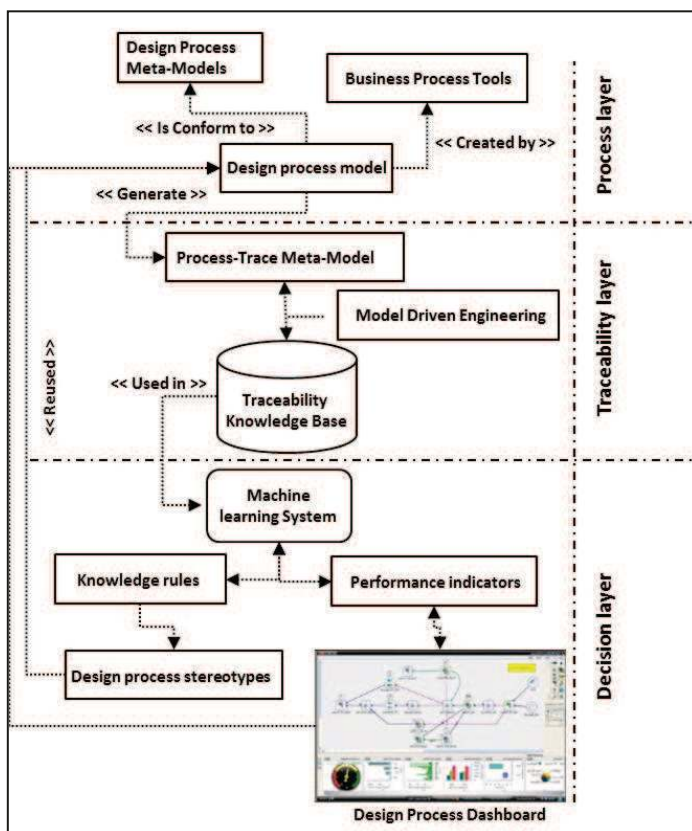 Design Process
Meta-Models
Business Process Tools
<< Is Conform to >>
<< Created by >>
Design process model
<< Generate >>
Process layer
Process-Trace Meta-Model
Model Driven Engineering
<< Reused >>
<< Used in >>
Traceability
Knowledge Base
Traceability layer
Machine
learning System
Knowledge rules
Performance indicators
Design process stereotypes
Decision layer
Design Process Dashboard